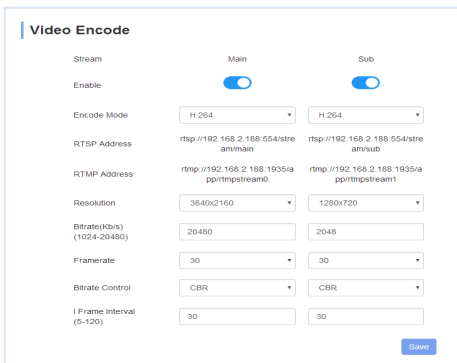 Video Encode
Stream Main Sub
Enable
Encode Mode H.264 H.264
RTSP Address rtsp://192.168.2.188:554/stre rtsp://192.168.2.188:554/stre
am/main am/sub
RTMP Address rtmp://192.168.2.188:1935/a rtmp://192.168.2.188:1935/a
pp/rtmpstream0 pp/rtmpstream1
Resolution 3840x2160 1280x720
Bitrate(Kb/s)
(1024-20480) 20480 2048
Framerate 30 30
Bitrate Control CBR CBR
I Frame Interval
(5-120) 30 30
Save